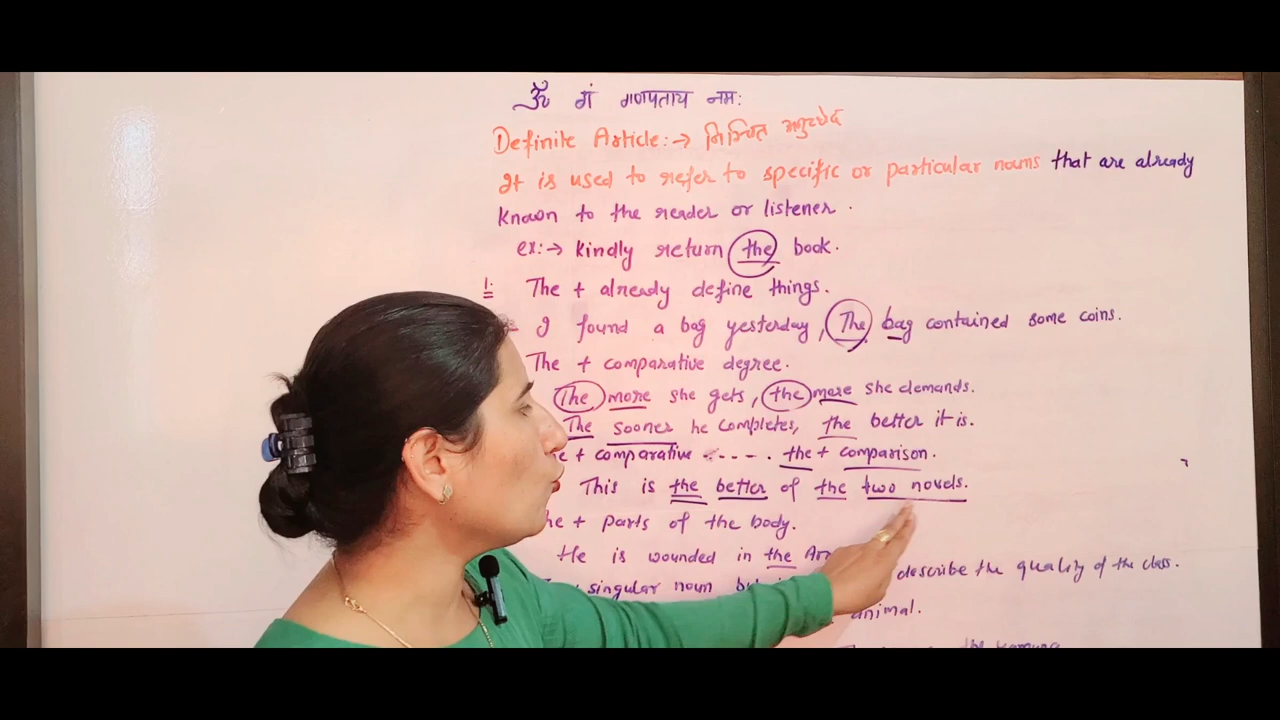 ॐ गं गणपताय नम:
Definite Article:→ निश्चित अनुच्छेद
It is used to refer to specific or particular nouns that are already
known to the reader or listener.
ex:→ Kindly return the book.
1. The + already define things.
I found a bag yesterday, The bag contained some coins.
The + comparative degree.
The more she gets, the more she demands.
The sooner he completes, the better it is.
+ comparative ..... the + comparison.
This is the better of the two novels.
+ parts of the body.
He is wounded in the
singular noun describe the quality of the class.
animal.
the